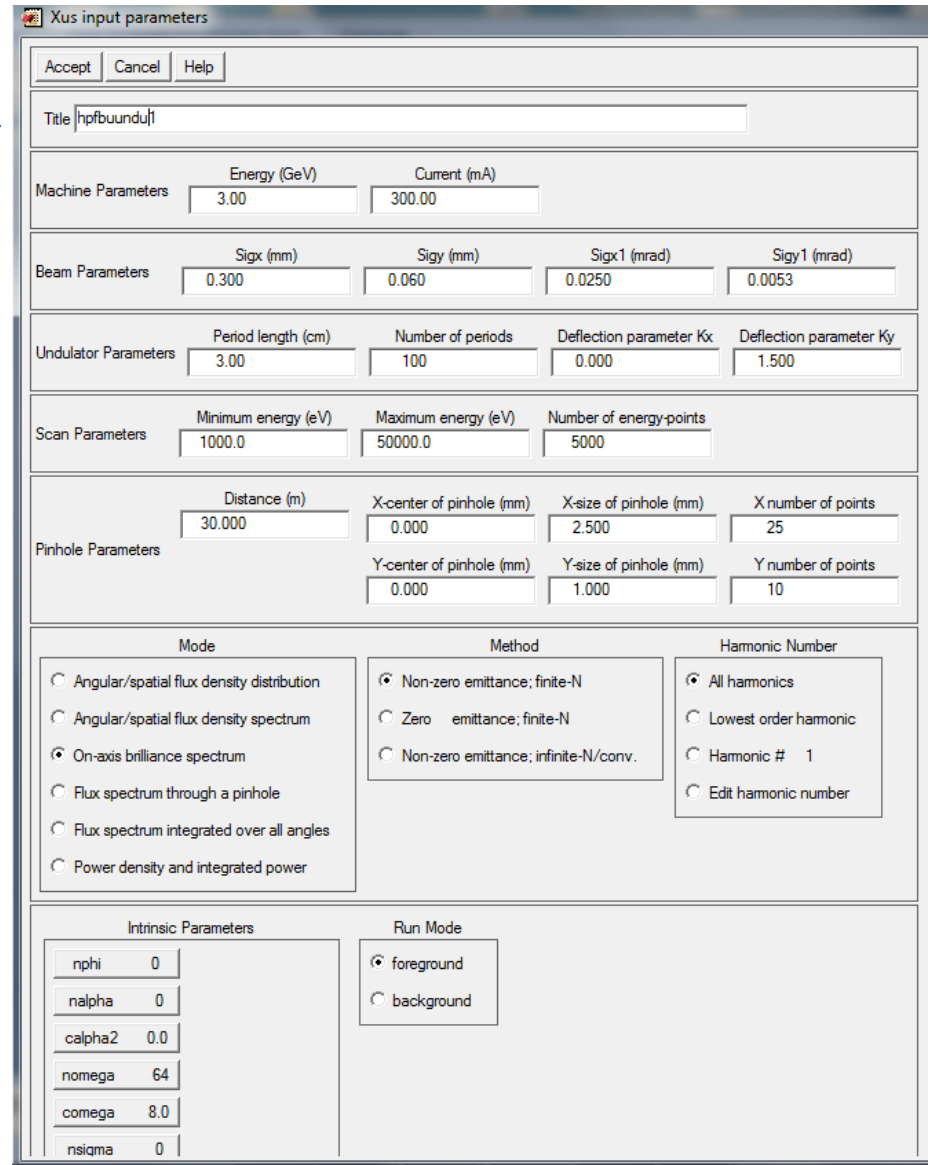 Xus input parameters
Accept Cancel Help
Title hpfbuundu1
Machine Parameters
Energy (GeV) Current (mA)
3.00 300.00
Beam Parameters
Sigx (mm) Sigy (mm) Sigx1 (mrad) Sigy1 (mrad)
0.300 0.060 0.0250 0.0053
Undulator Parameters
Period length (cm) Number of periods Deflection parameter Kx Deflection parameter Ky
3.00 100 0.000 1.500
Scan Parameters
Minimum energy (eV) Maximum energy (eV) Number of energy-points
1000.0 50000.0 5000
Pinhole Parameters
Distance (m) X-center of pinhole (mm) X-size of pinhole (mm) X number of points
30.000 0.000 2.500 25
Y-center of pinhole (mm) Y-size of pinhole (mm) Y number of points
0.000 1.000 10
Mode
Angular/spatial flux density distribution
Angular/spatial flux density spectrum
On-axis brilliance spectrum
Flux spectrum through a pinhole
Flux spectrum integrated over all angles
Power density and integrated power
Method
Non-zero emittance; finite-N
Zero emittance; finite-N
Non-zero emittance; infinite-N/conv.
Harmonic Number
All harmonics
Lowest order harmonic
Harmonic # 1
Edit harmonic number
Intrinsic Parameters
nphi 0
nalpha 0
calpha2 0.0
nomega 64
comega 8.0
nsigma 0
Run Mode
foreground
background